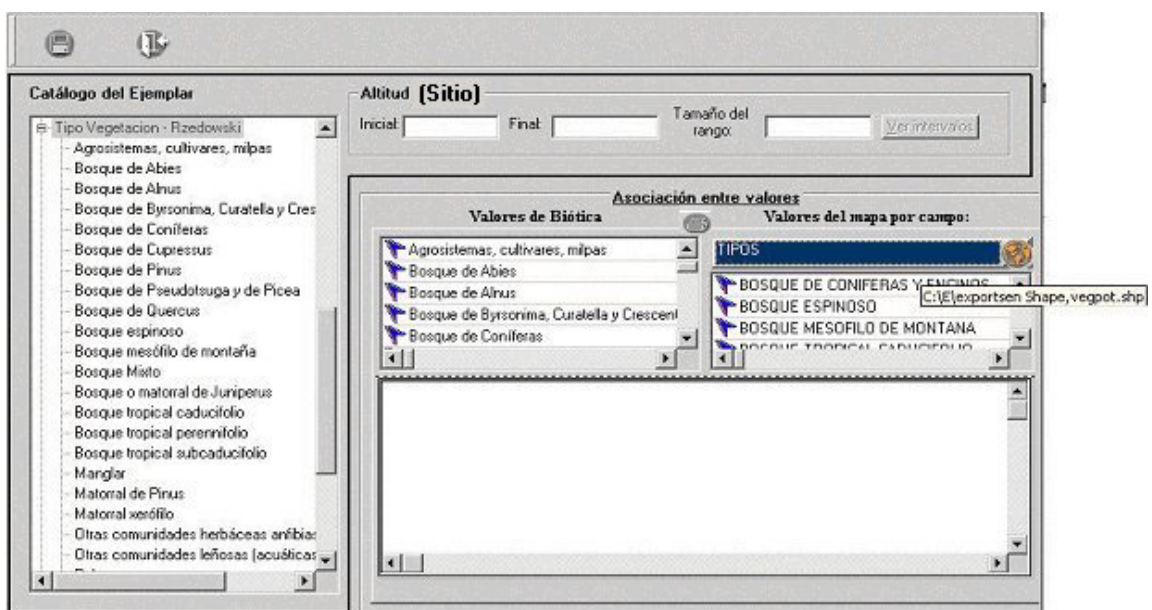 Catálogo del Ejemplar
Tipo Vegetacion - Rzedowski
Agrosistemas, cultivares, milpas
Bosque de Abies
Bosque de Alnus
Bosque de Byrsonima, Curatella y Cres
Bosque de Coníferas
Bosque de Cupressus
Bosque de Pinus
Bosque de Pseudotsuga y de Picea
Bosque de Quercus
Bosque espinoso
Bosque mesófilo de montaña
Bosque Mixto
Bosque o matorral de Juniperus
Bosque tropical caducifolio
Bosque tropical perennifolio
Bosque tropical subcaducifolio
Manglar
Matorral de Pinus
Matorral xerófilo
Otras comunidades herbáceas anfibias
Otras comunidades leñosas (acuáticas
Altitud (Sitio)
Inicial:
Final:
Tamaño del rango:
Ver intervalos
Asociación entre valores
Valores de Biótica
Agrosistemas, cultivares, milpas
Bosque de Abies
Bosque de Alnus
Bosque de Byrsonima, Curatella y Crescent
Bosque de Coníferas
Valores del mapa por campo:
TIPOS
BOSQUE DE CONIFERAS Y ENCINOS
BOSQUE ESPINOSO
BOSQUE MESOFILO DE MONTANA
BOSQUE TROPICAL CADUCIFOLIO
C:\E\exportsen Shape,vegpot.shp